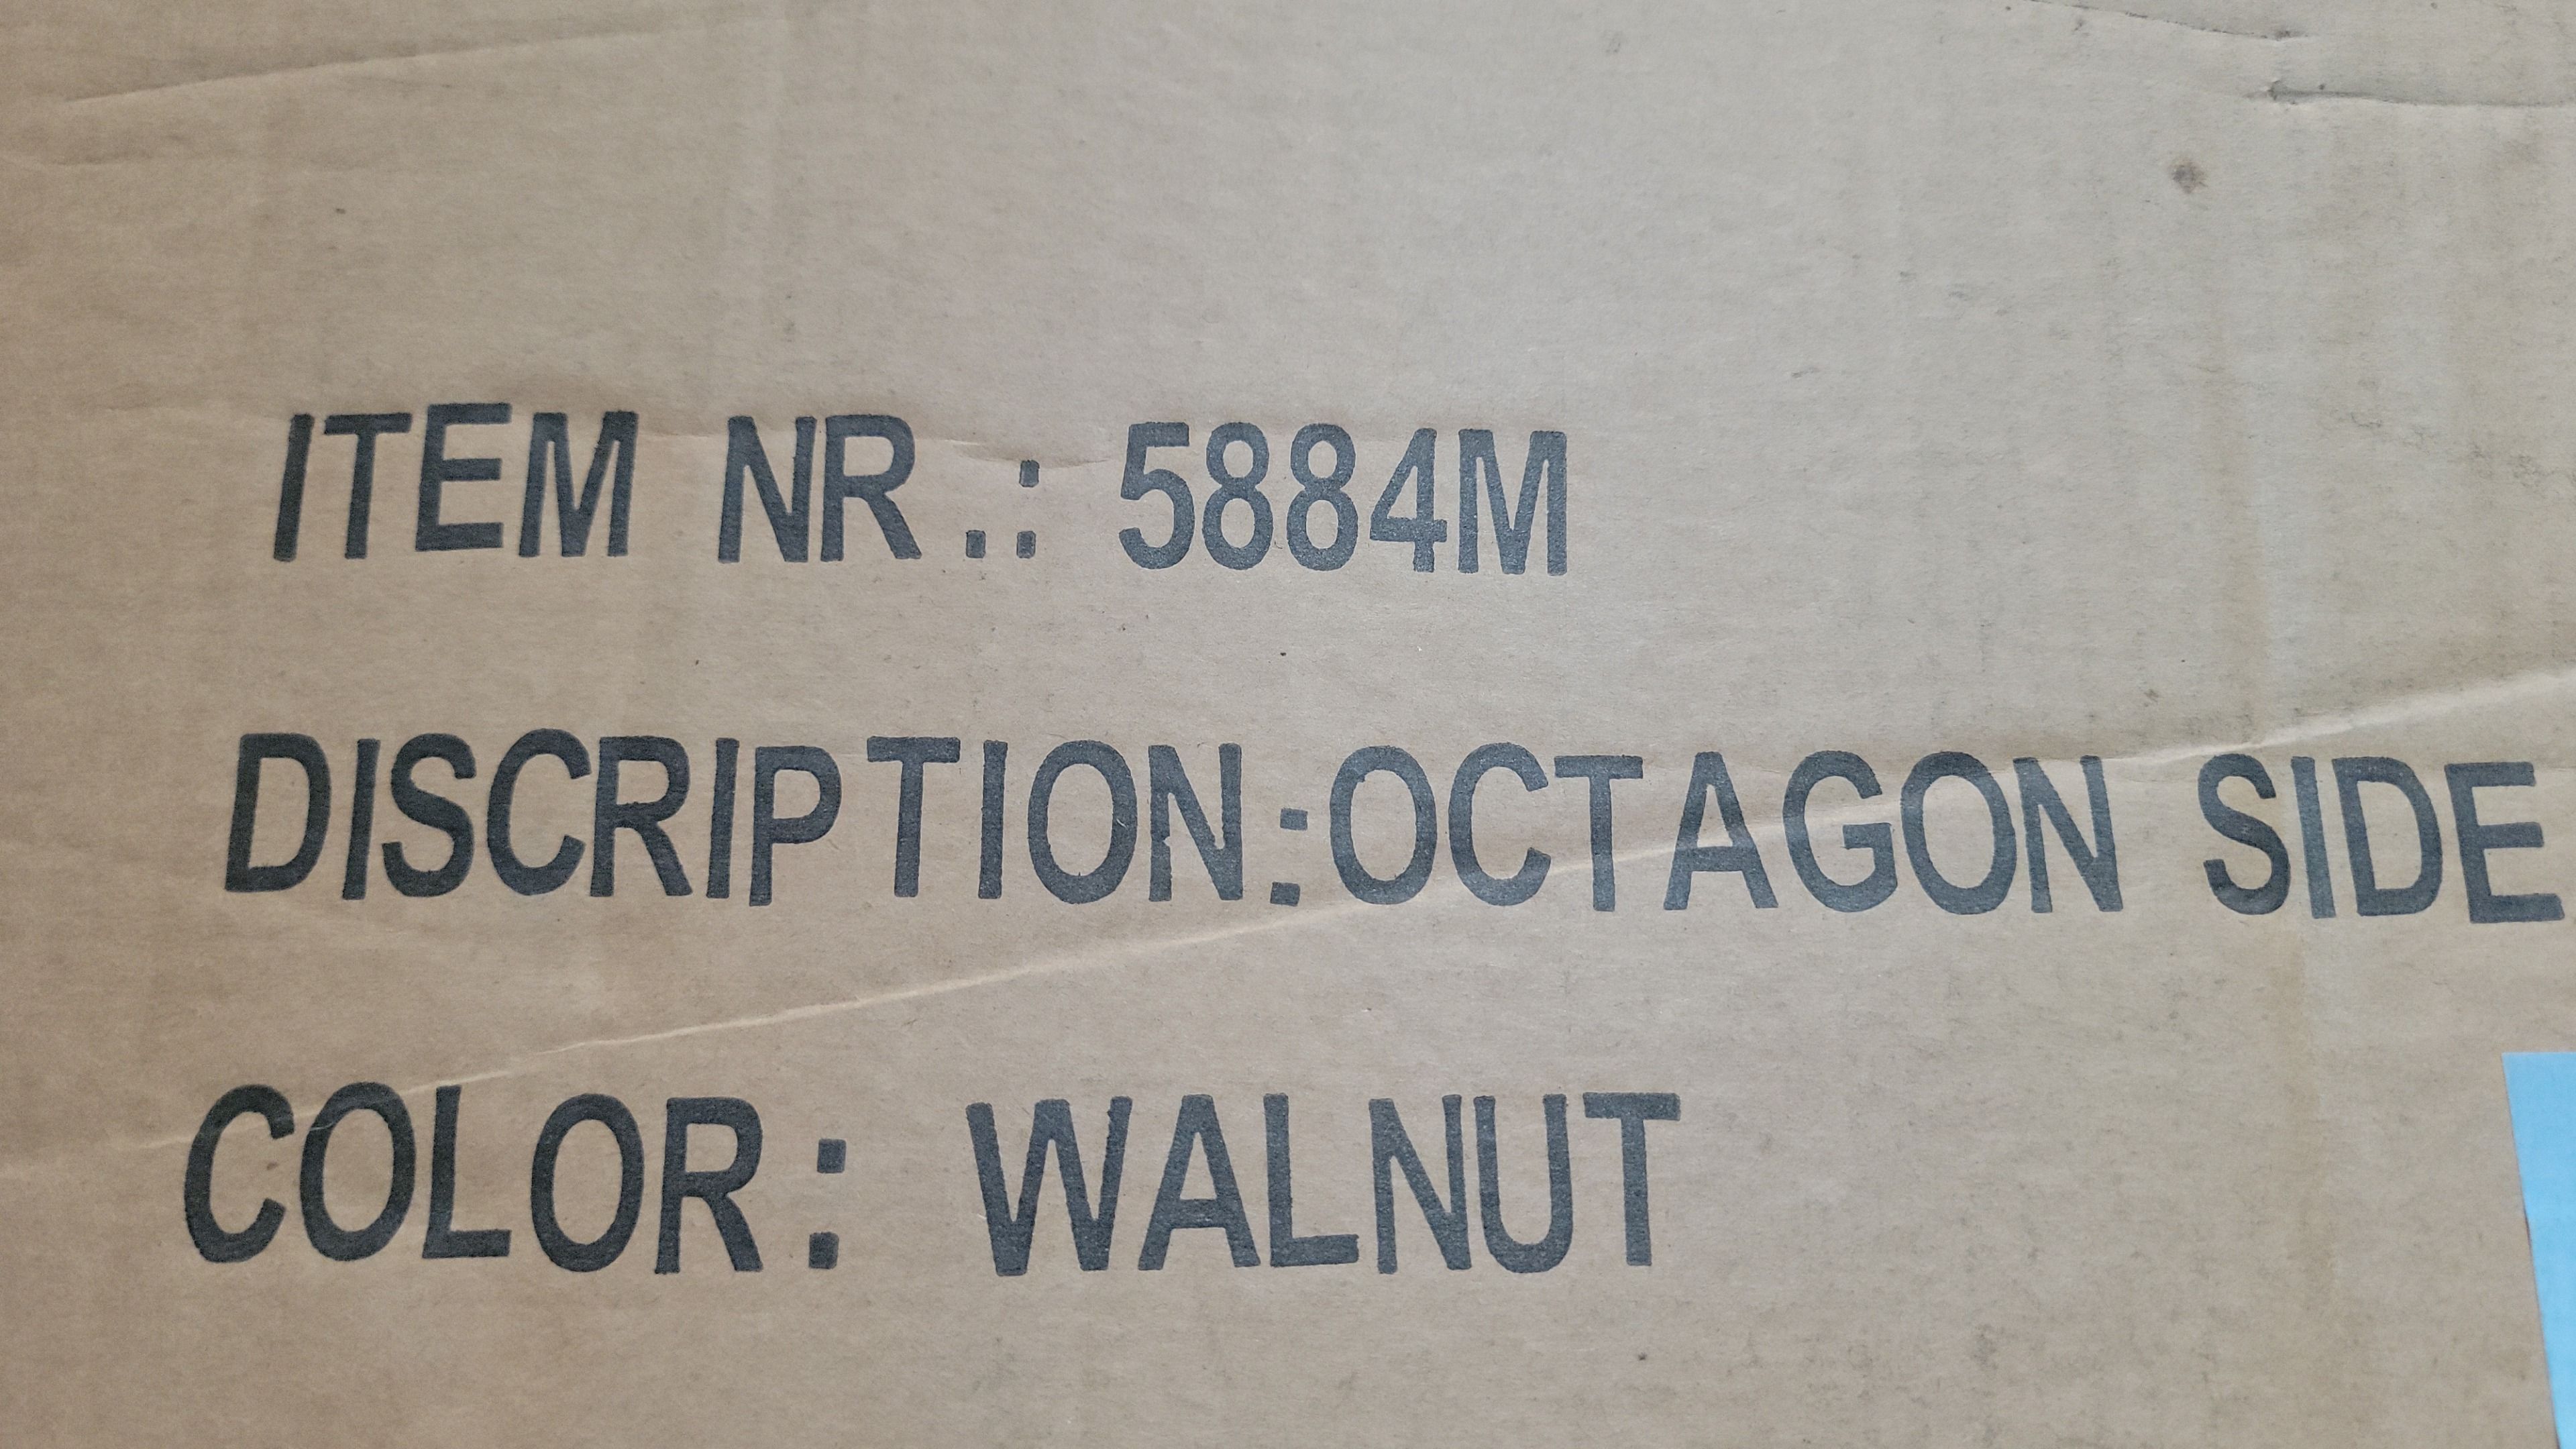 ITEM NR.: 5884M
DISCRIPTION:OCTAGON SIDE
COLOR: WALNUT